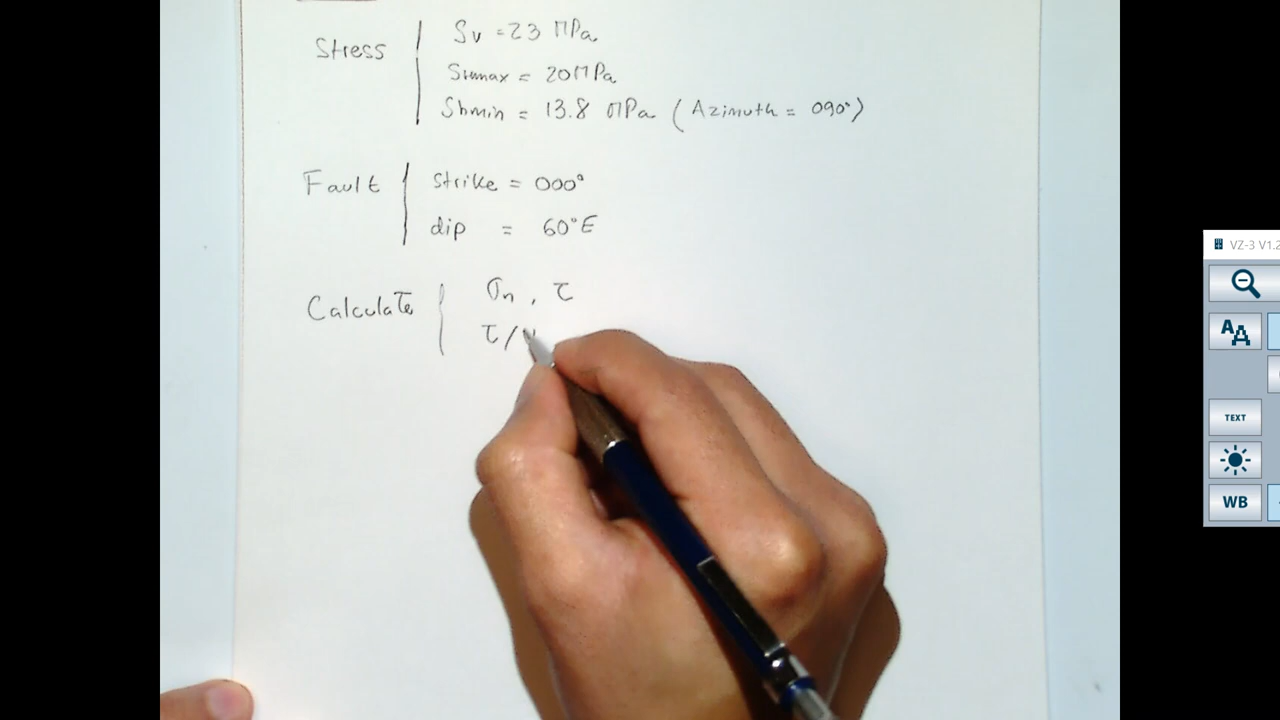 Stress
Sv = 23 MPa
SHmax = 20 MPa
Shmin = 13.8 MPa (Azimuth = 090°)
Fault
Strike = 000°
dip = 60°E
Calculate
σn, τ
τ/
VZ-3 V1.2
AA
TEXT
WB